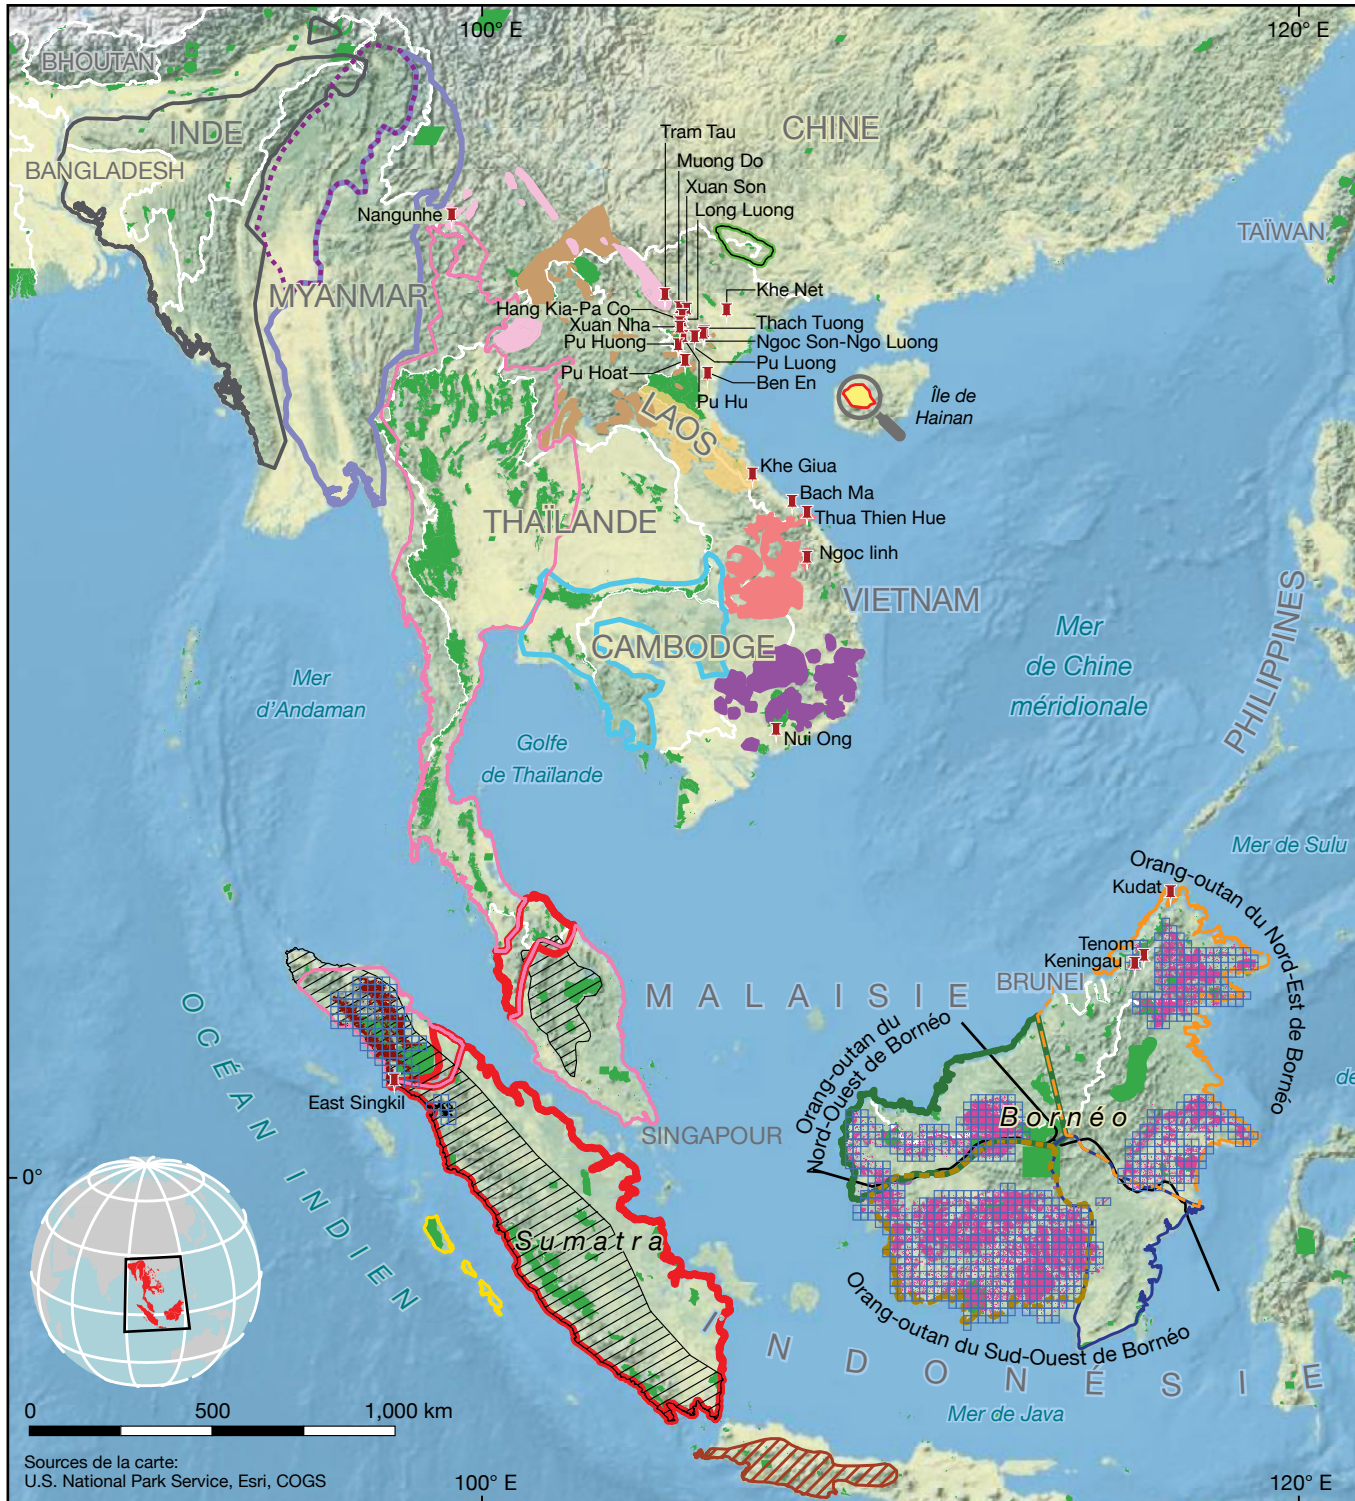 100° E
120° E
BHOUTAN
INDE
BANGLADESH
CHINE
TAÏWAN
MYANMAR
Tram Tau
Muong Do
Xuan Son
Long Luong
Nangunhe
Khe Net
Hang Kia-Pa Co
Xuan Nha
Pu Huong
Pu Hoat
Thach Tuong
Ngoc Son-Ngo Luong
Pu Luong
Ben En
Pu Hu
LAOS
Île de
Hainan
Khe Giua
Bach Ma
Thua Thien Hue
Ngoc linh
THAÏLANDE
VIETNAM
CAMBODGE
Nui Ong
Mer
d'Andaman
Golfe
de Thaïlande
Mer
de Chine
méridionale
PHILIPPINES
Mer de Sulu
Orang-outan du Nord-Est de Bornéo
Kudat
Tenom
Keningau
BRUNEI
MALAISIE
Orang-outan du
Nord-Ouest de Bornéo
Bornéo
de
OCÉAN INDIEN
East Singkil
SINGAPOUR
0°
Sumatra
Orang-outan du Sud-Ouest de Bornéo
INDONÉSIE
Mer de Java
0
500
1,000 km
Sources de la carte:
U.S. National Park Service, Esri, COGS
100° E
120° E